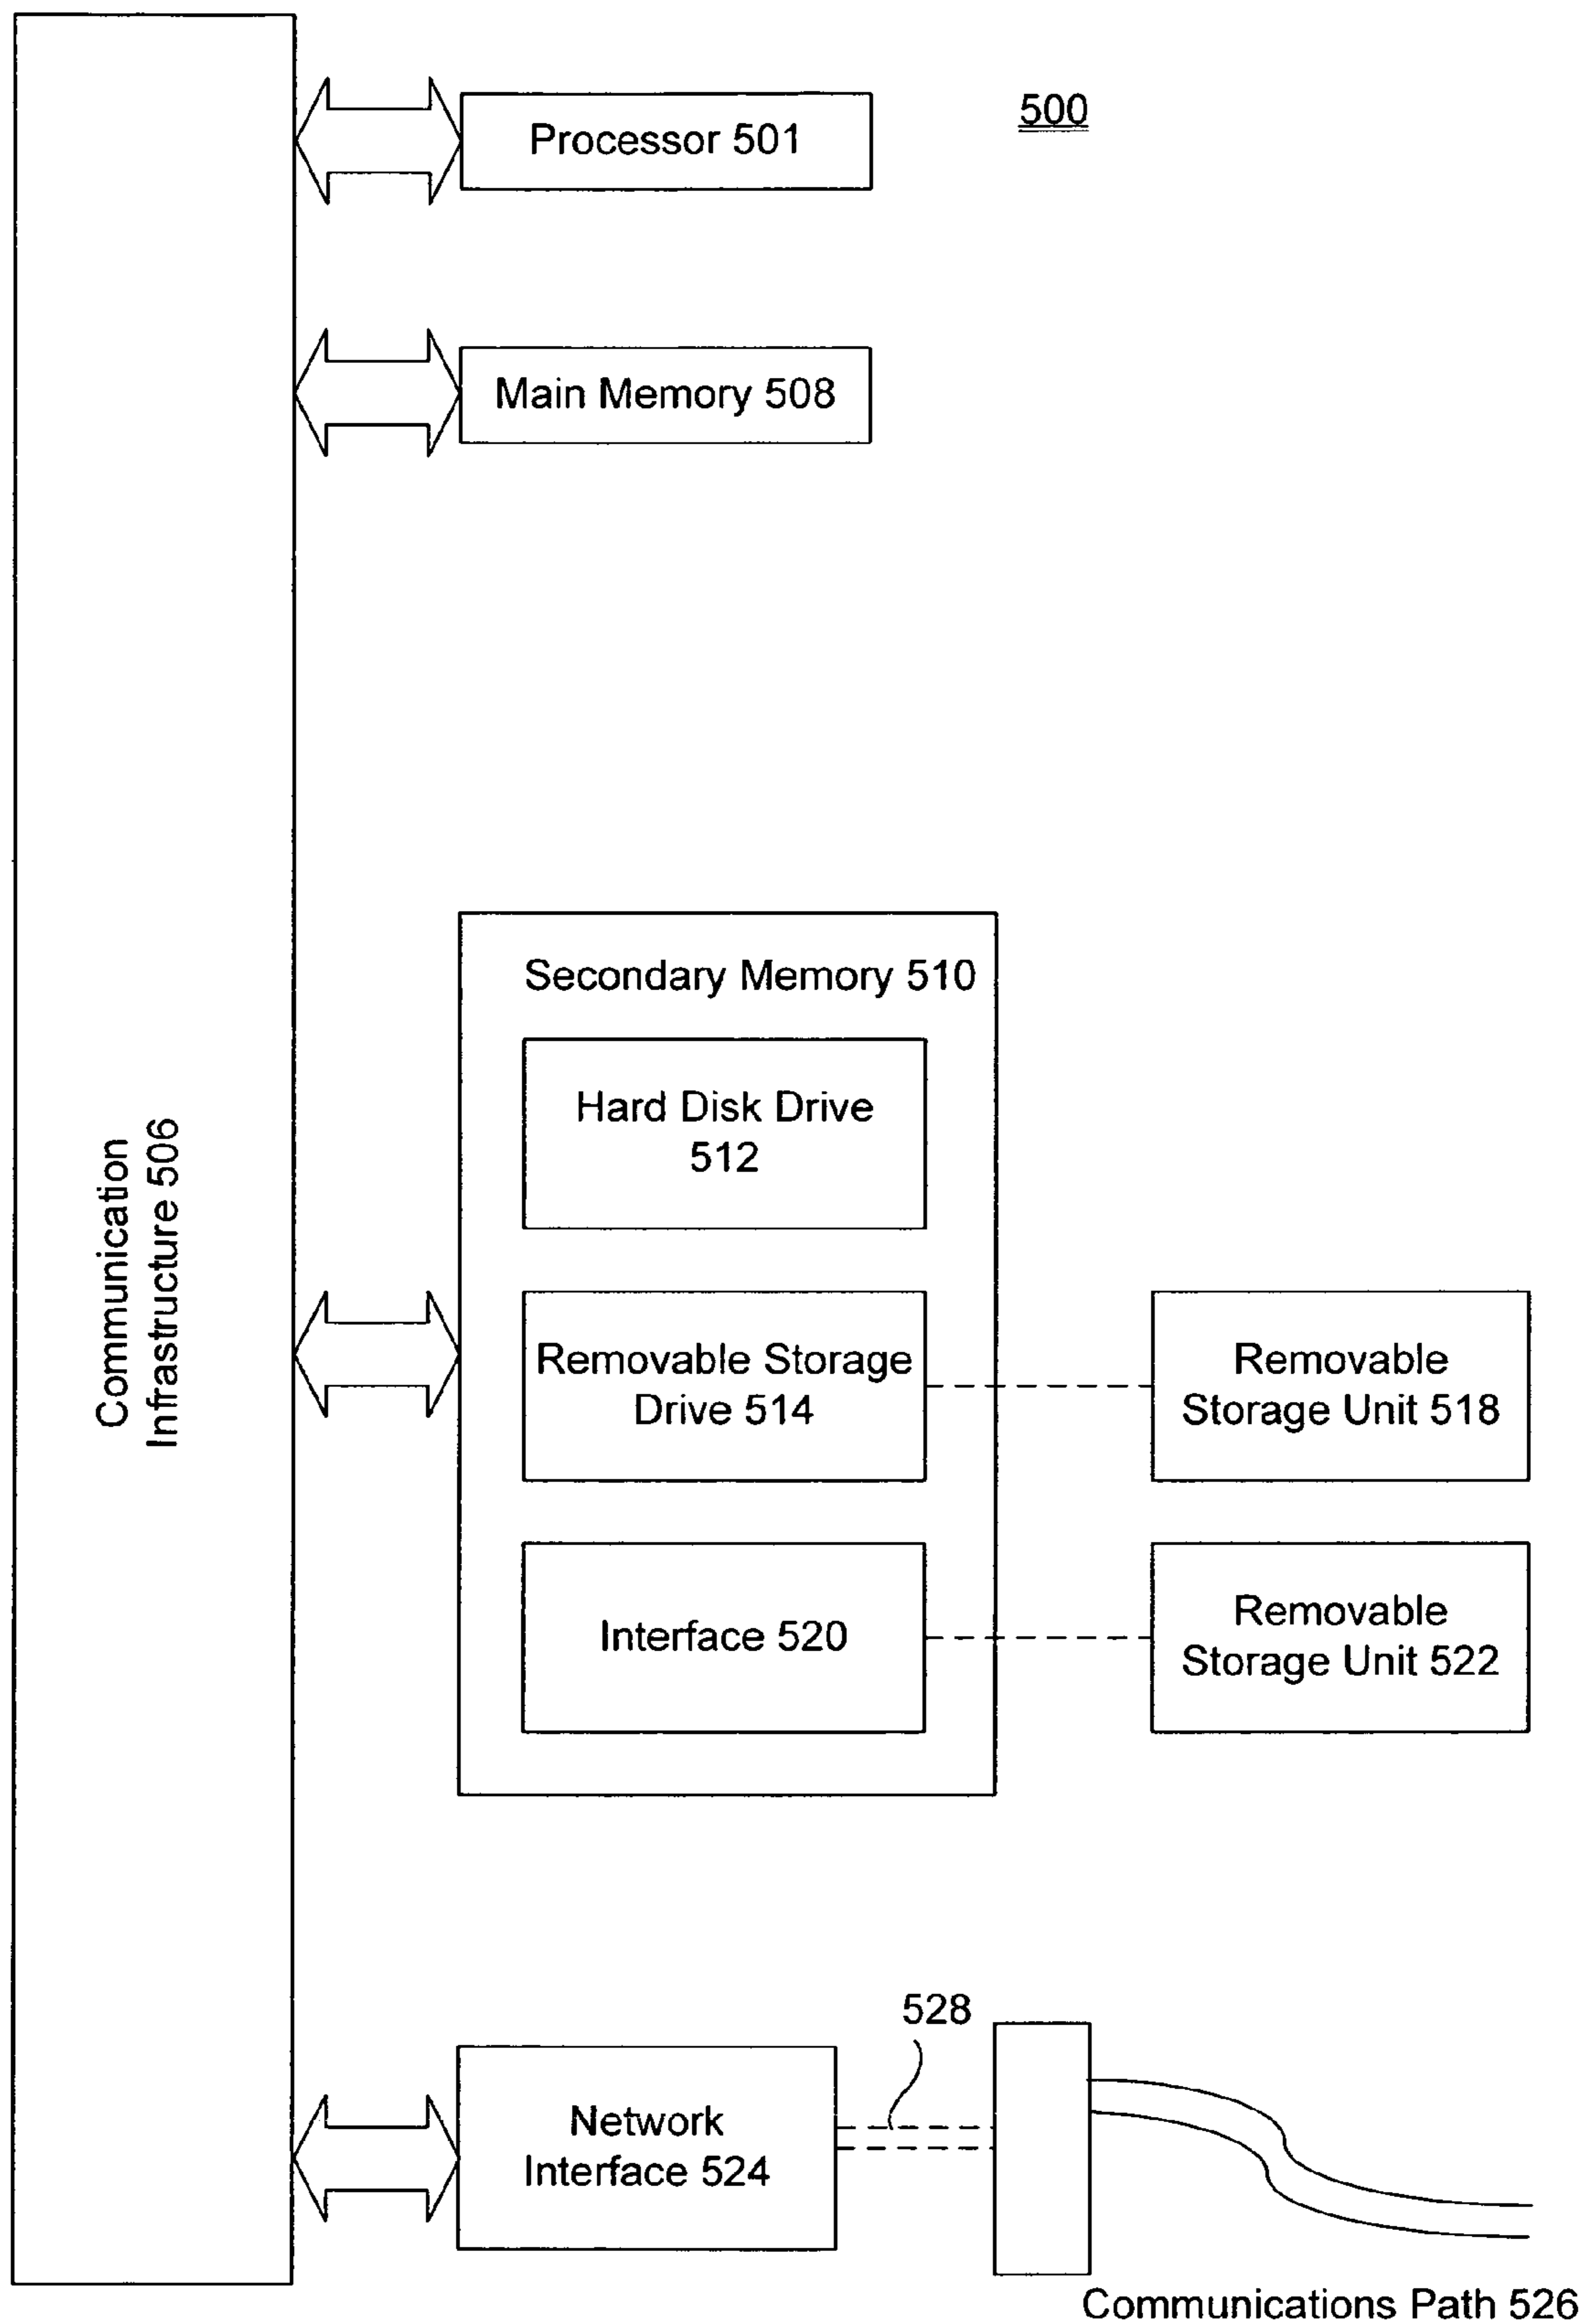 500
Processor 501
Main Memory 508
Communication
Infrastructure 506
Secondary Memory 510
Hard Disk Drive
512
Removable Storage
Drive 514
Removable
Storage Unit 518
Interface 520
Removable
Storage Unit 522
528
Network
Interface 524
Communications Path 526